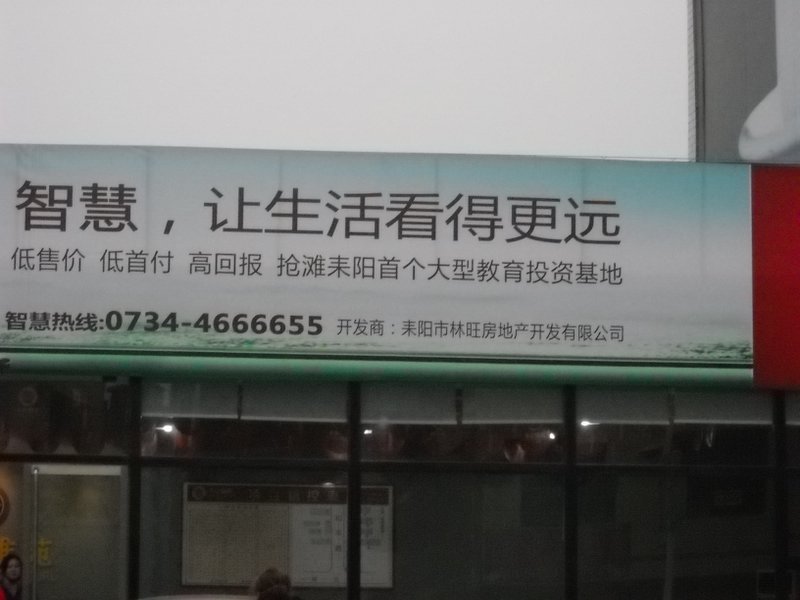 智慧，让生活看得更远
低售价 低首付 高回报 抢滩耒阳首个大型教育投资基地
智慧热线:0734-4666655 开发商：耒阳市林旺房地产开发有限公司